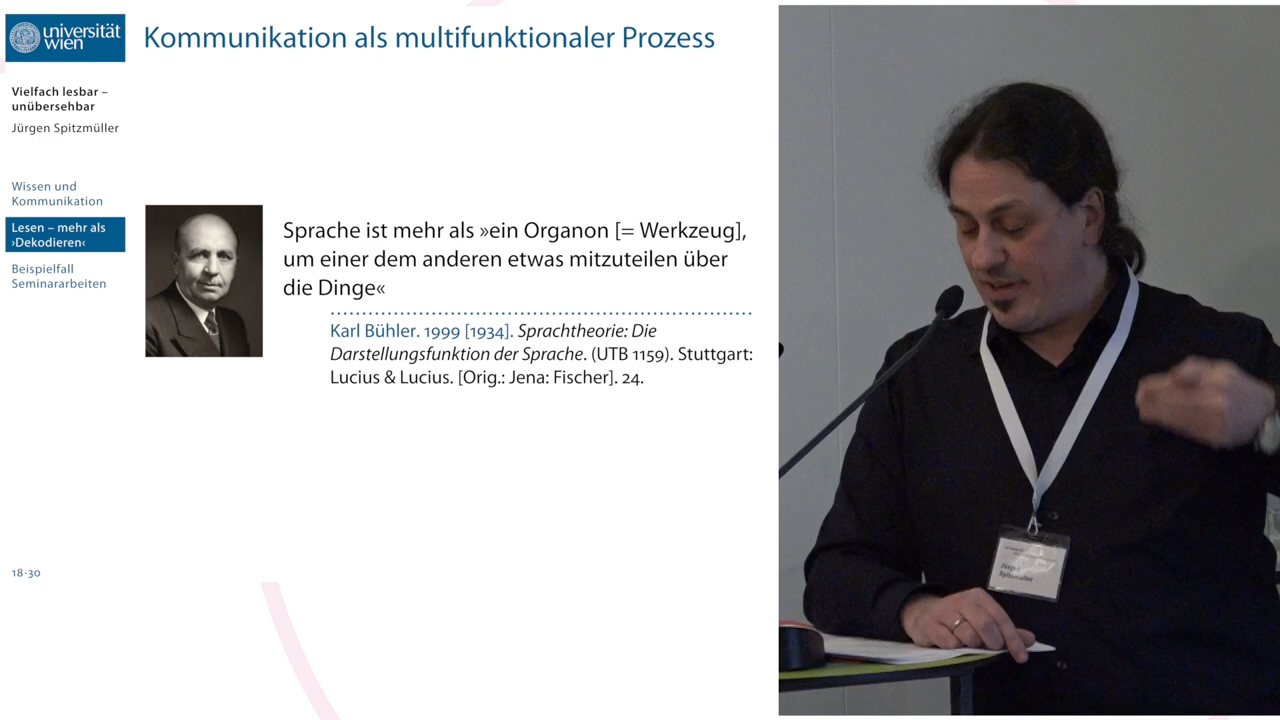 universität
wien
Kommunikation als multifunktionaler Prozess
Vielfach lesbar –
unübersehbar
Jürgen Spitzmüller
Wissen und
Kommunikation
Lesen – mehr als
›Dekodieren‹
Beispielfall
Seminararbeiten
Sprache ist mehr als »ein Organon [= Werkzeug],
um einer dem anderen etwas mitzuteilen über
die Dinge«
Karl Bühler. 1999 [1934]. Sprachtheorie: Die
Darstellungsfunktion der Sprache. (UTB 1159). Stuttgart:
Lucius & Lucius. [Orig.: Jena: Fischer]. 24.
18·30
Jürgen
Spitzmüller